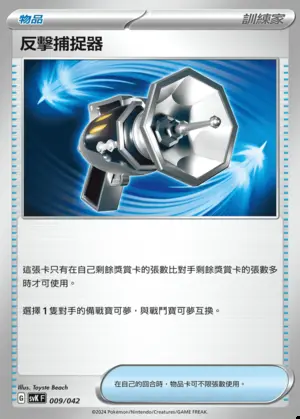 物品
訓練家
反擊捕捉器
這張卡只有在自己剩餘獎賞卡的張數比對手剩餘獎賞卡的張數多
時才可使用。
選擇1隻對手的備戰寶可夢,與戰鬥寶可夢互換。
Illus. Toyste Beach
G svK F 009/042
在自己的回合時,物品卡可不限張數使用。
©2024 Pokémon/Nintendo/Creatures/GAME FREAK.